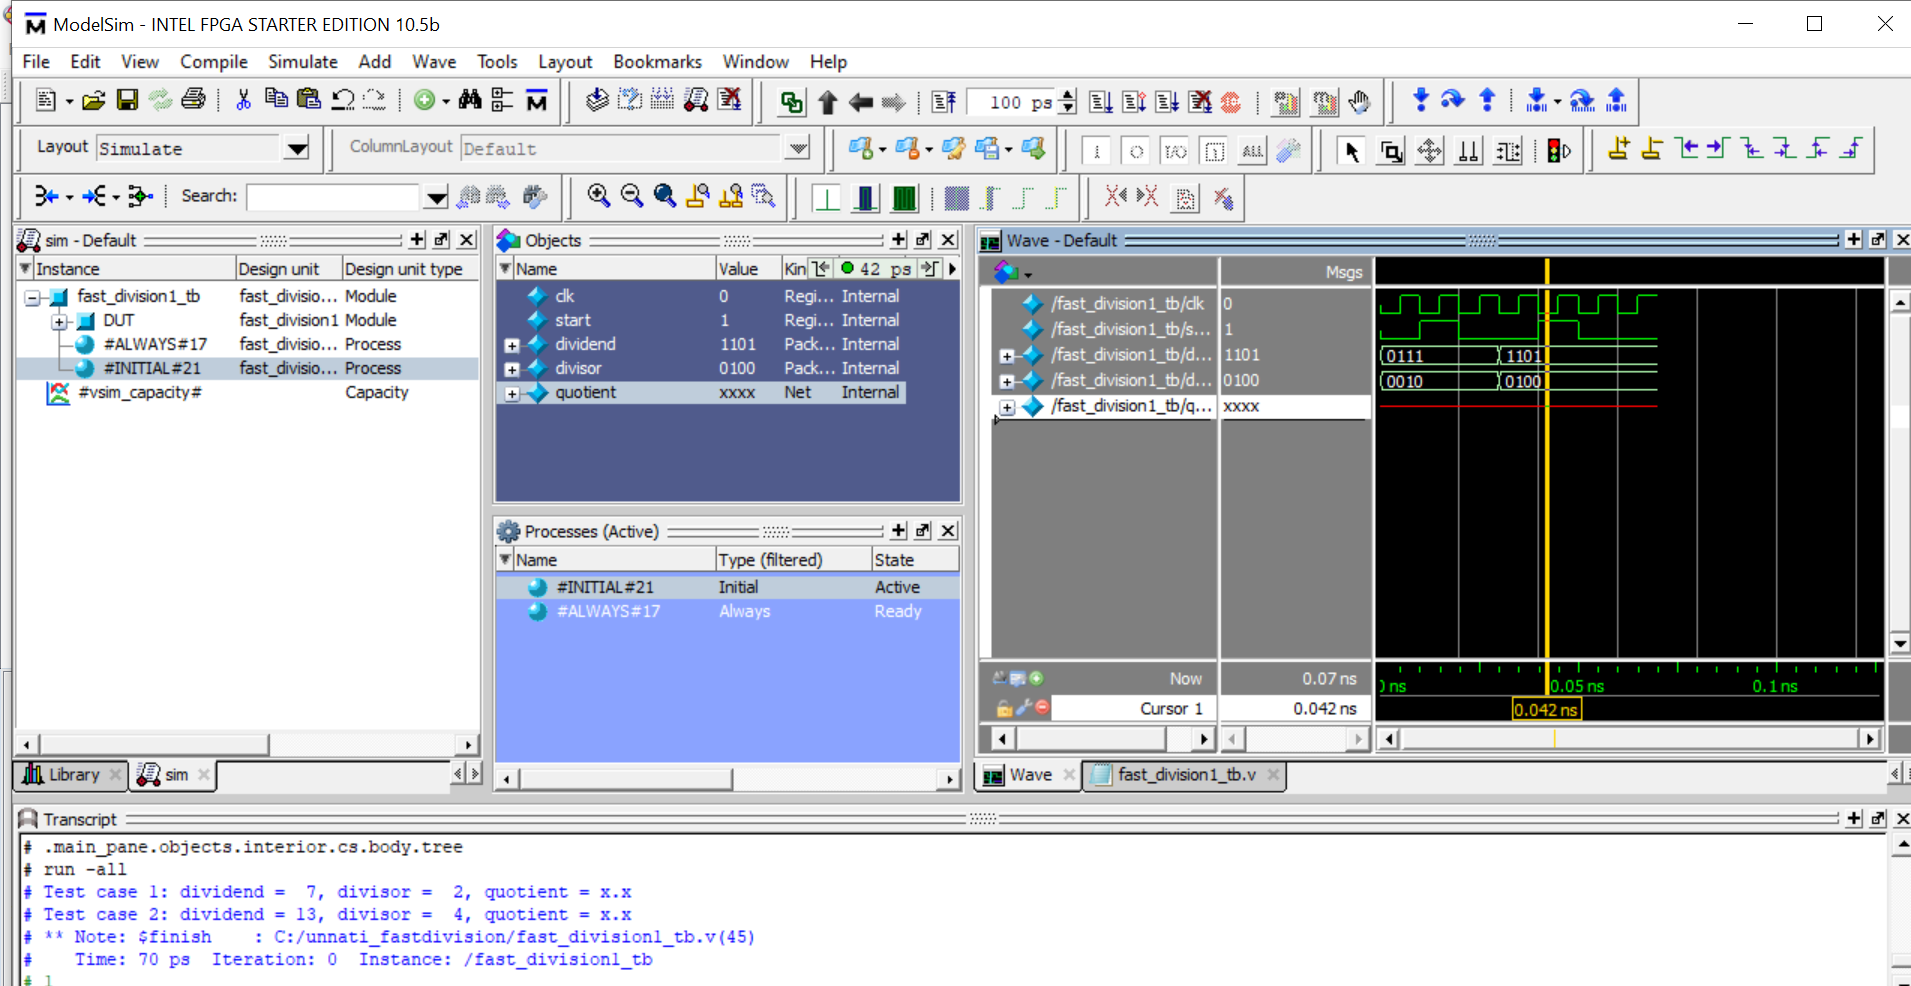 ModelSim - INTEL FPGA STARTER EDITION 10.5b
File Edit View Compile Simulate Add Wave Tools Layout Bookmarks Window Help
100 ps
Layout Simulate ColumnLayout Default
Search:
sim - Default
Instance Design unit Design unit type
fast_division1_tb fast_divisio... Module
DUT fast_division1 Module
#ALWAYS#17 fast_divisio... Process
#INITIAL#21 fast_divisio... Process
#vsim_capacity# Capacity
Library sim
Objects
Name Value Kin 42 ps
clk 0 Regi... Internal
start 1 Regi... Internal
dividend 1101 Pack... Internal
divisor 0100 Pack... Internal
quotient xxxx Net Internal
Processes (Active)
Name Type (filtered) State
#INITIAL#21 Initial Active
#ALWAYS#17 Always Ready
Wave - Default
Msgs
/fast_division1_tb/clk 0
/fast_division1_tb/s... 1
/fast_division1_tb/d... 1101 0111 1101
/fast_division1_tb/d... 0100 0010 0100
/fast_division1_tb/q... xxxx
Now 0.07 ns ns 0.05 ns 0.1 ns
Cursor 1 0.042 ns 0.042 ns
Wave fast_division1_tb.v
Transcript
# .main_pane.objects.interior.cs.body.tree
# run -all
# Test case 1: dividend =  7, divisor =  2, quotient = x.x
# Test case 2: dividend = 13, divisor =  4, quotient = x.x
# ** Note: $finish    : C:/unnati_fastdivision/fast_division1_tb.v(45)
#    Time: 70 ps  Iteration: 0  Instance: /fast_division1_tb
# 1